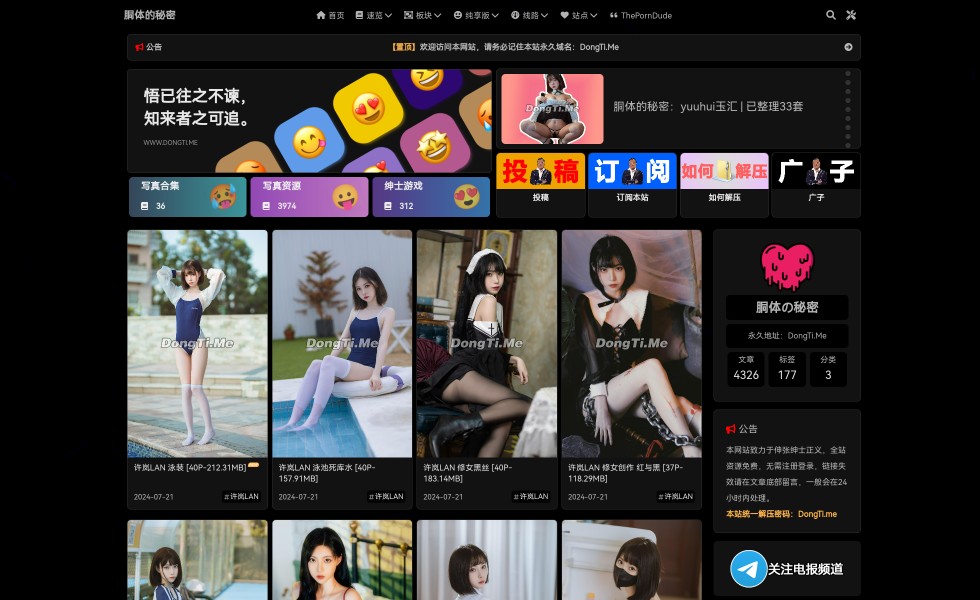 胴体的秘密
首页 速览 板块 纯享版 线路 站点 ThePornDude
公告
【置顶】欢迎访问本网站，请务必记住本站永久域名：DongTi.Me
悟已往之不谏，
知来者之可追。
WWW.DONGTI.ME
DongTi.Me
胴体的秘密：yuuhui玉汇 | 已整理33套
写真合集
36
写真资源
3974
绅士游戏
312
投稿
投稿
订阅
订阅本站
如何解压
如何解压
广子
广子
DongTi.Me
DongTi.Me
DongTi.Me
DongTi.Me
许岚LAN 泳装 [40P-212.31MB]
2024-07-21 #许岚LAN
许岚LAN 泳池死库水 [40P-
157.91MB]
2024-07-21 #许岚LAN
许岚LAN 修女黑丝 [40P-
183.14MB]
2024-07-21 #许岚LAN
许岚LAN 修女创作 红与黑 [37P-
118.29MB]
2024-07-21 #许岚LAN
胴体の秘密
永久地址：DongTi.Me
文章 标签 分类
4326 177 3
公告
本网站致力于伸张绅士正义，全站
资源免费，无需注册登录，链接失
效请在文章底部留言，一般会在24
小时内处理。
本站统一解压密码：DongTi.me
关注电报频道